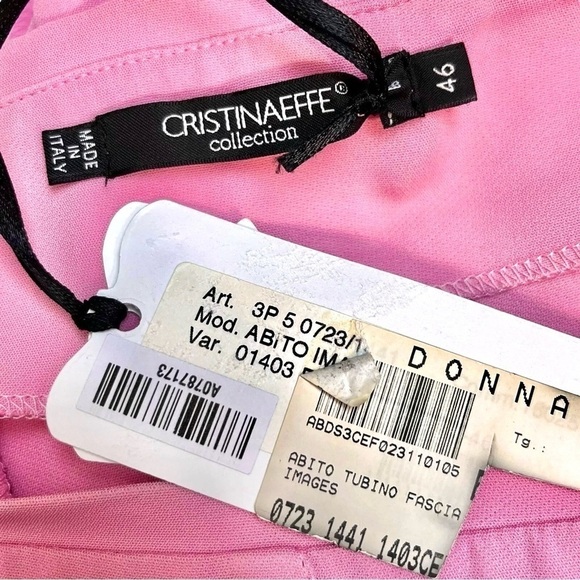 CRISTINAEFFE®
collection
MADE
IN
ITALY
46
Art. 3P 5 0723/1
Mod. ABiTO IMA
Var. 01403
A0787173
DONNA
Tg.:
ABDS3CEF023110105
ABITO TUBINO FASCIA
IMAGES
0723 1441 1403CE